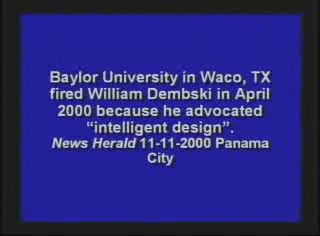 Baylor University in Waco, TX
fired William Dembski in April
2000 because he advocated
“intelligent design”.
News Herald 11-11-2000 Panama
City